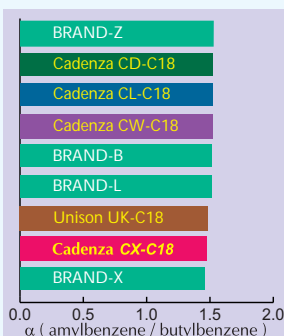 BRAND-Z
Cadenza CD-C18
Cadenza CL-C18
Cadenza CW-C18
BRAND-B
BRAND-L
Unison UK-C18
Cadenza CX-C18
BRAND-X
0.0 0.5 1.0 1.5 2.0
α ( amylbenzene / butylbenzene )